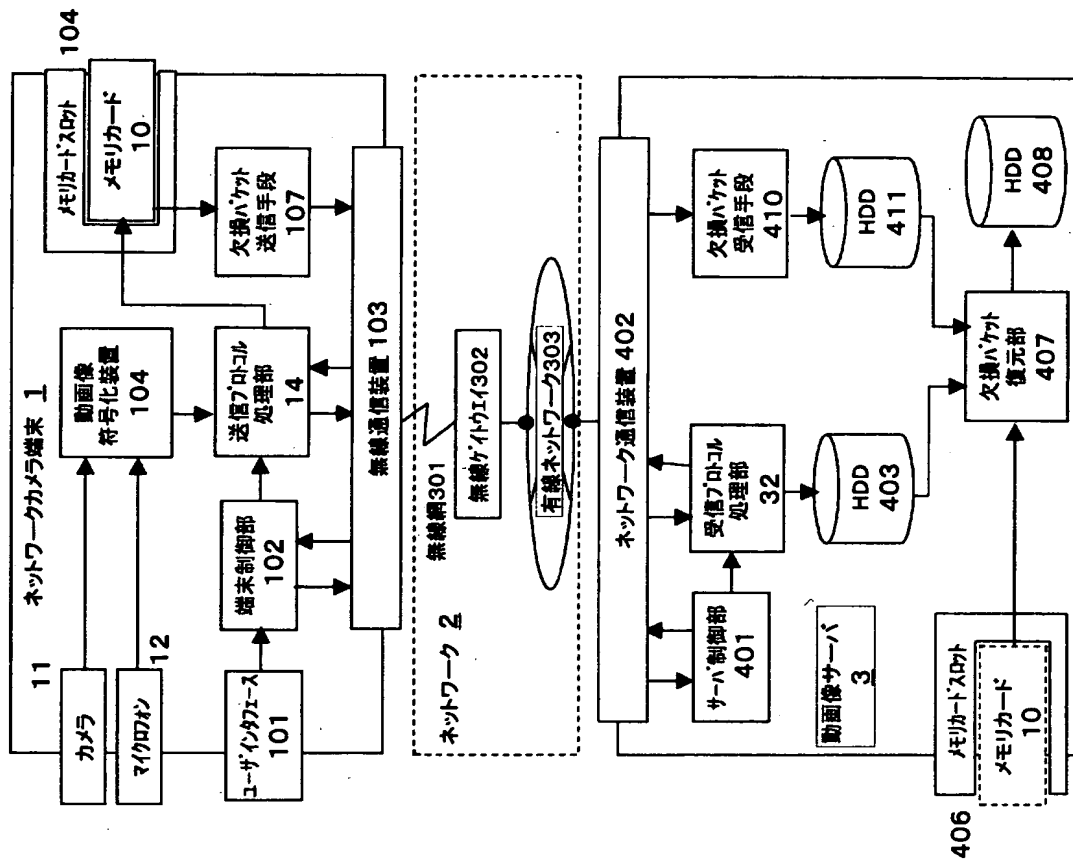 ネットワークカメラ端末 1
11
カメラ
12
マイクロフォン
ユーザインタフェース
101
動画像
符号化装置
104
端末制御部
102
送信プロトコル
処理部
14
メモリカードスロット
104
メモリカード
10
欠損パケット
送信手段
107
無線通信装置 103
ネットワーク 2
無線網301
無線ゲイトウエイ302
有線ネットワーク303
ネットワーク通信装置 402
サーバ制御部
401
受信プロトコル
処理部
32
欠損パケット
受信手段
410
HDD
403
HDD
411
動画像サーバ
3
メモリカードスロット
406
メモリカード
10
欠損パケット
復元部
407
HDD
408